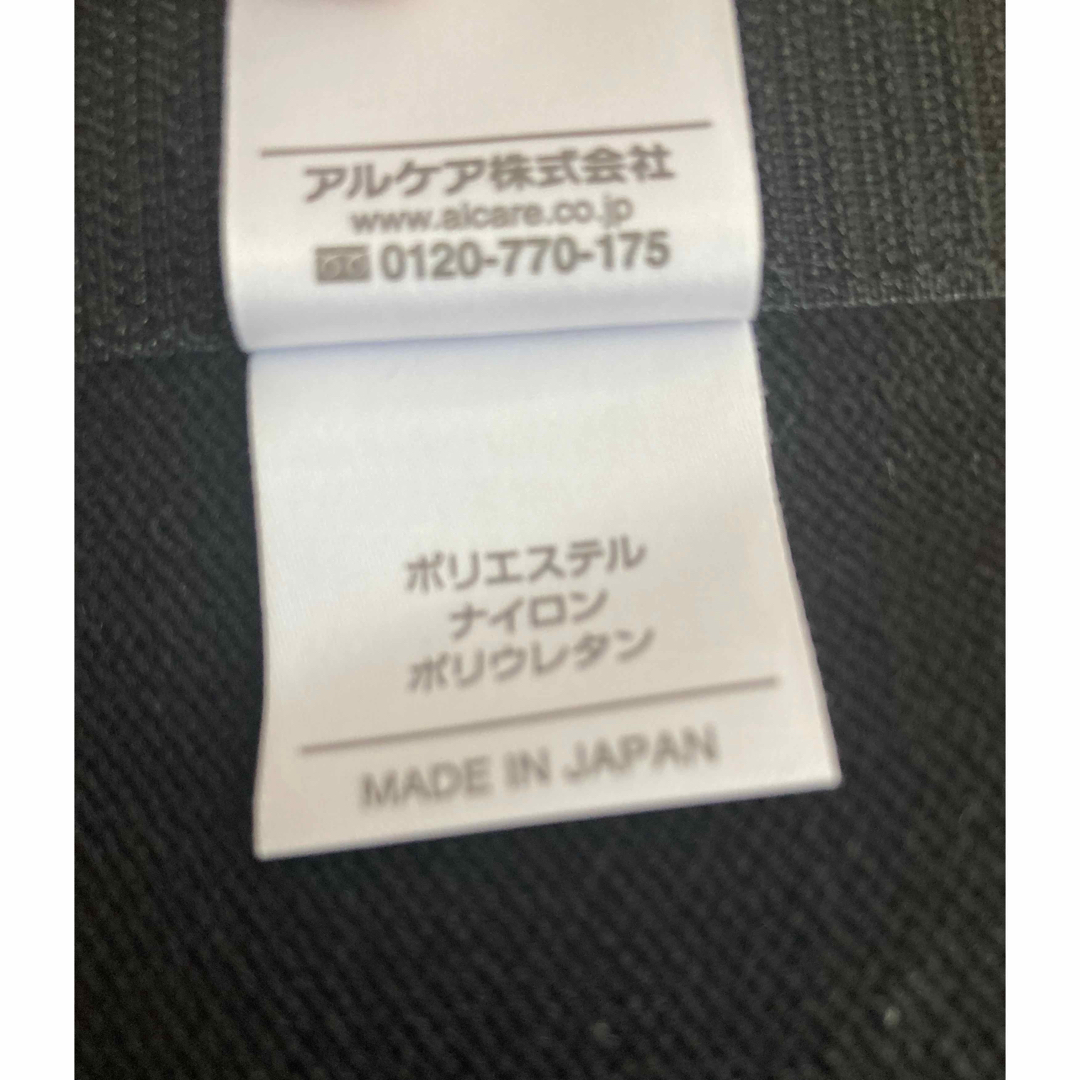 アルケア株式会社
www.alcare.co.jp
0120-770-175
ポリエステル
ナイロン
ポリウレタン
MADE IN JAPAN